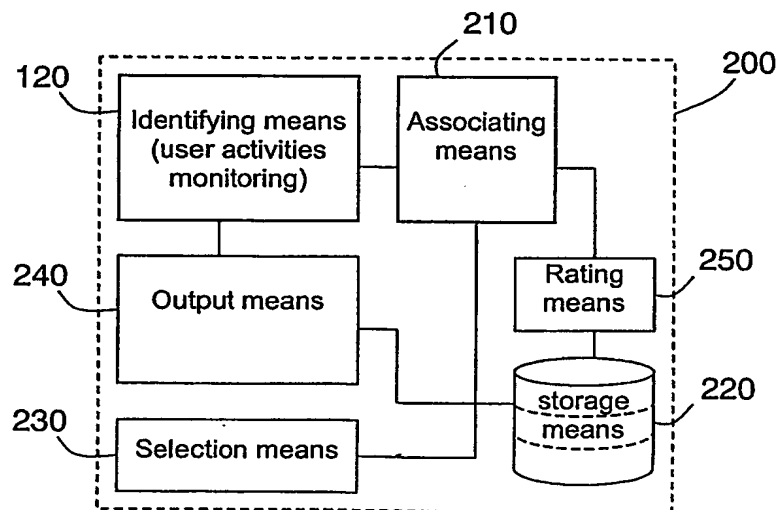 210
120
200
Identifying means
(user activities
monitoring)
Associating
means
240
Output means
Rating
means
250
storage
means
220
230
Selection means